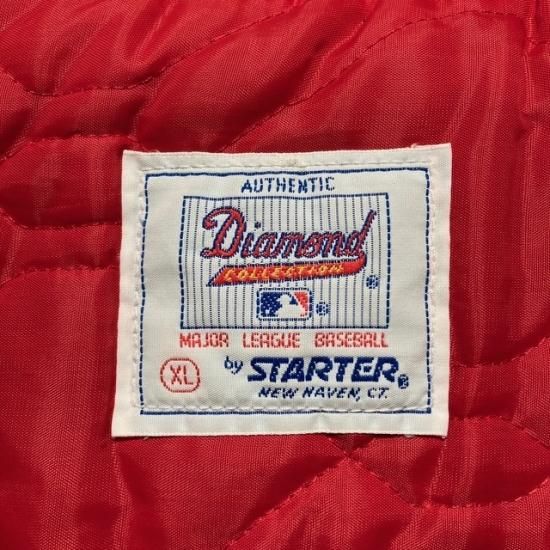 AUTHENTIC
Diamond
COLLECTION
MAJOR LEAGUE BASEBALL
XL by STARTER®
NEW HAVEN, CT.